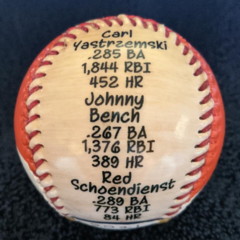 Carl
Yastrzemski
.285 BA
1,844 RBI
452 HR
Johnny
Bench
.267 BA
1,376 RBI
389 HR
Red
Schoendienst
.289 BA
773 RBI
84 HR